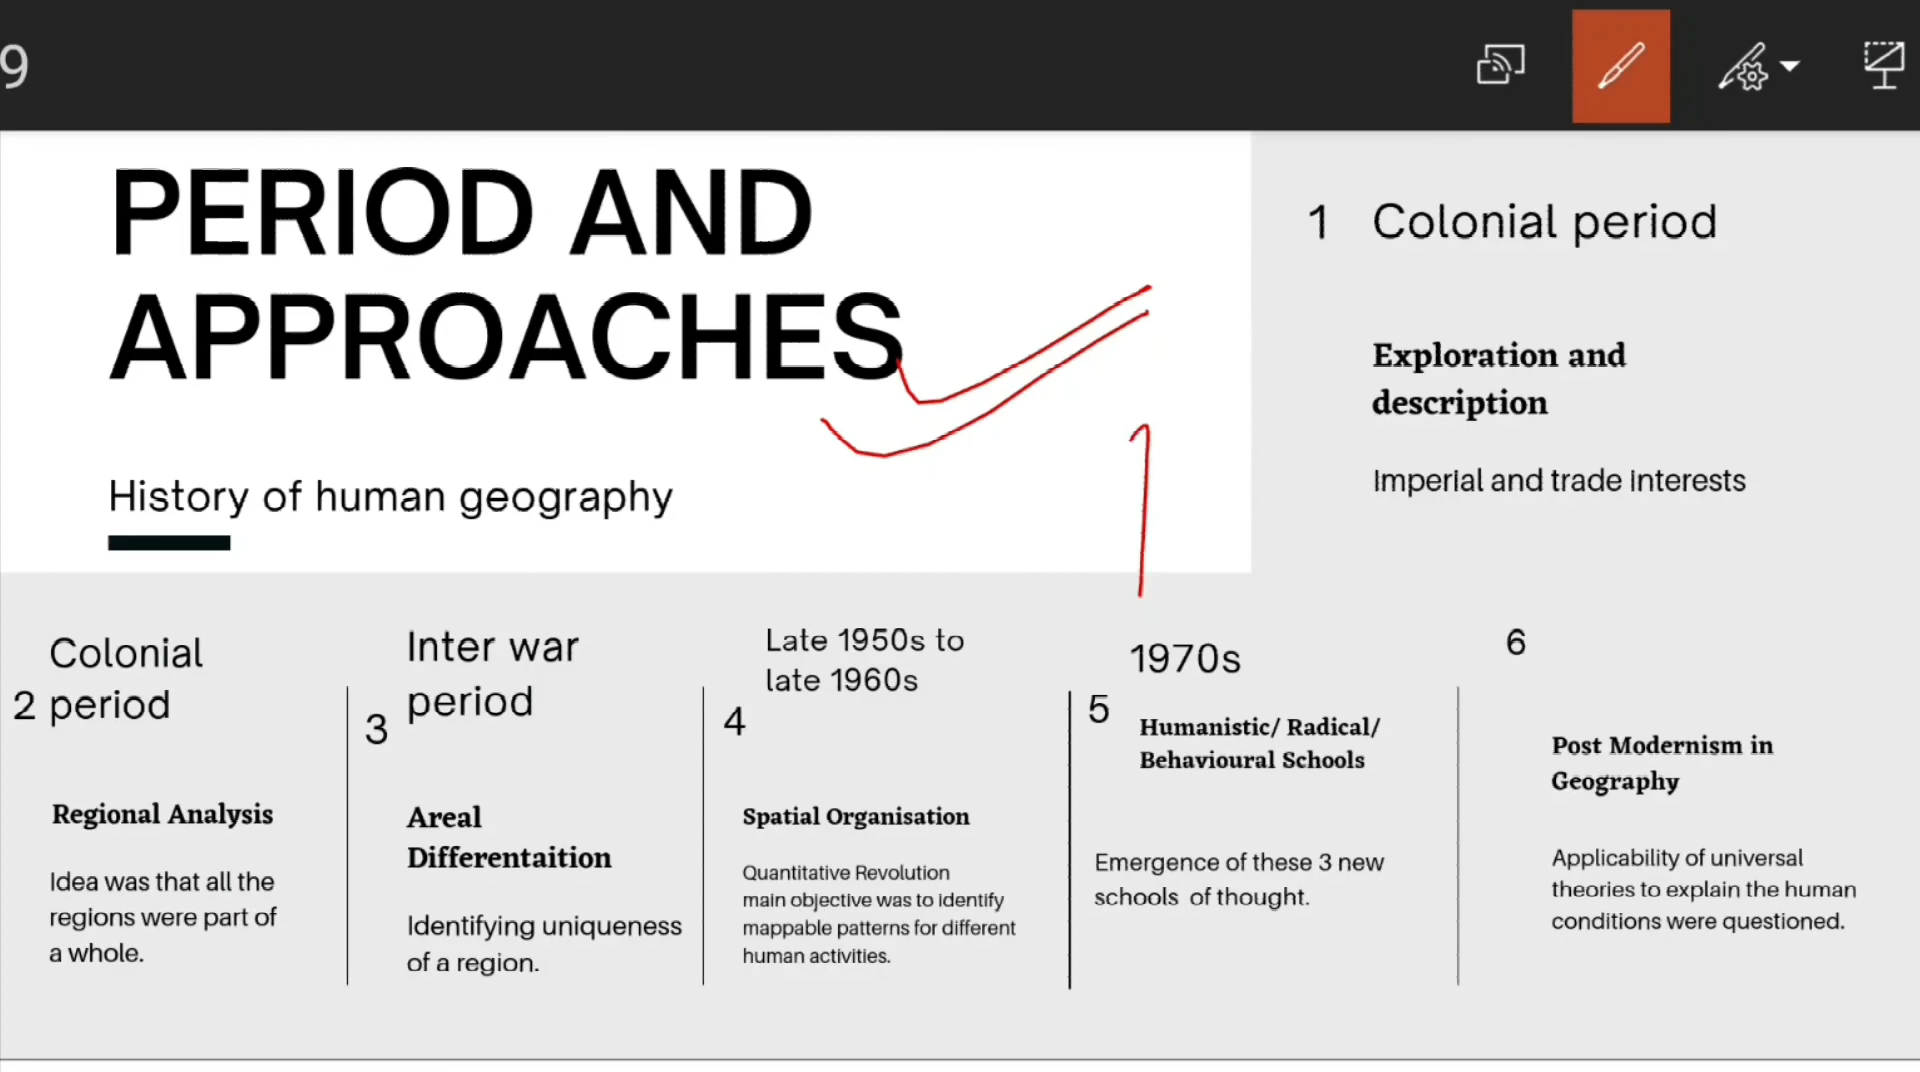 9
PERIOD AND
APPROACHES
History of human geography
1 Colonial period
Exploration and
description
Imperial and trade interests
2 Colonial
period
Regional Analysis
Idea was that all the
regions were part of
a whole.
3 Inter war
period
Areal
Differentaition
Identifying uniqueness
of a region.
4 Late 1950s to
late 1960s
Spatial Organisation
Quantitative Revolution
main objective was to identify
mappable patterns for different
human activities.
5 1970s
Humanistic/ Radical/
Behavioural Schools
Emergence of these 3 new
schools of thought.
6
Post Modernism in
Geography
Applicability of universal
theories to explain the human
conditions were questioned.